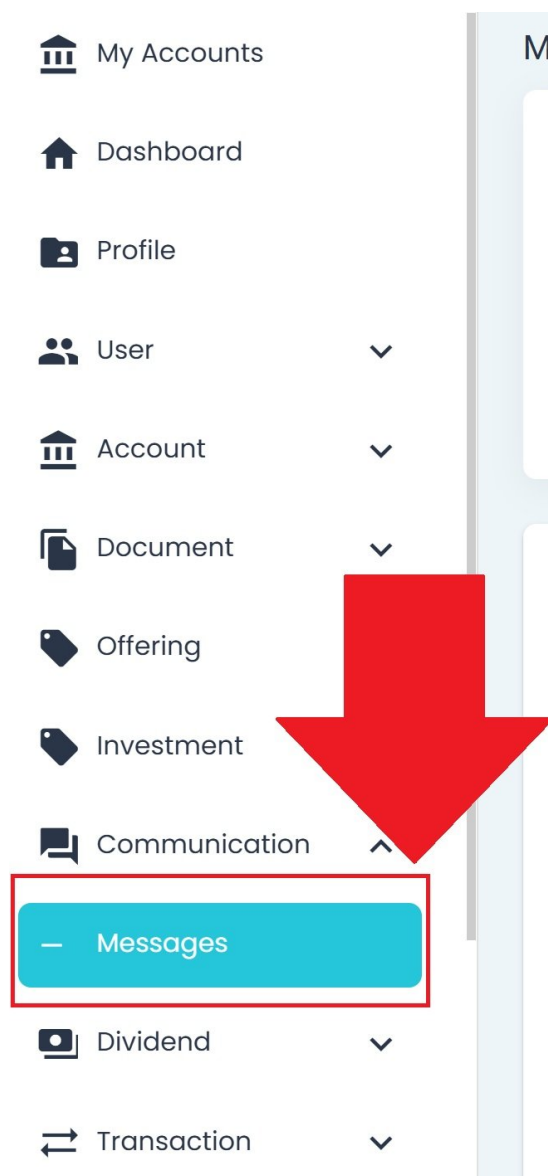 My Accounts
Dashboard
Profile
User
Account
Document
Offering
Investment
Communication
Messages
Dividend
Transaction